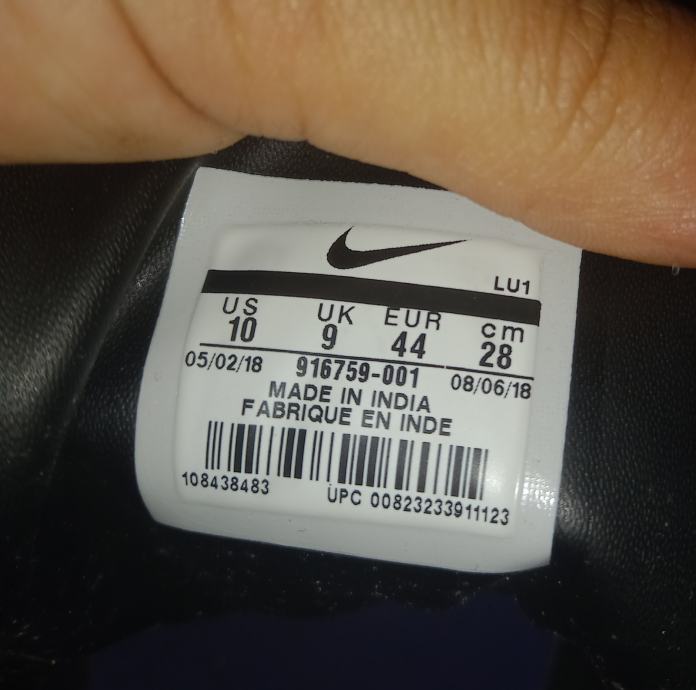 LU1
US UK EUR cm
10 9 44 28
05/02/18 916759-001 08/06/18
MADE IN INDIA
FABRIQUE EN INDE
108438483 UPC 00823233911123